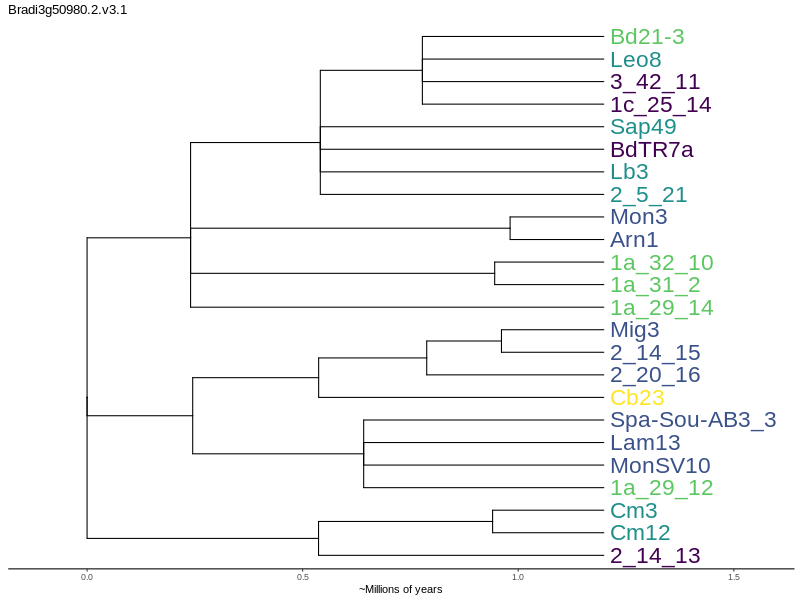 Bradi3g50980.2.v3.1
Bd21-3
Leo8
3_42_11
1c_25_14
Sap49
BdTR7a
Lb3
2_5_21
Mon3
Arn1
1a_32_10
1a_31_2
1a_29_14
Mig3
2_14_15
2_20_16
Cb23
Spa-Sou-AB3_3
Lam13
MonSV10
1a_29_12
Cm3
Cm12
2_14_13
0.0 0.5 1.0 1.5
~Millions of years